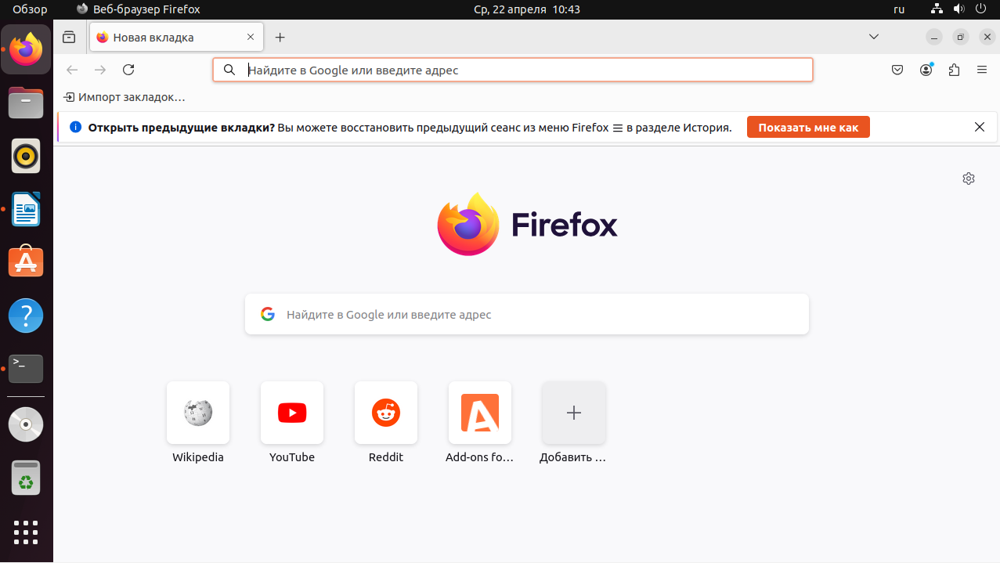 Обзор
Веб-браузер Firefox
Ср, 22 апреля 10:43
ru
Новая вкладка
Найдите в Google или введите адрес
Импорт закладок…
Открыть предыдущие вкладки? Вы можете восстановить предыдущий сеанс из меню Firefox ☰ в разделе История.
Показать мне как
Firefox
Найдите в Google или введите адрес
Wikipedia
YouTube
Reddit
Add-ons fo…
Добавить …